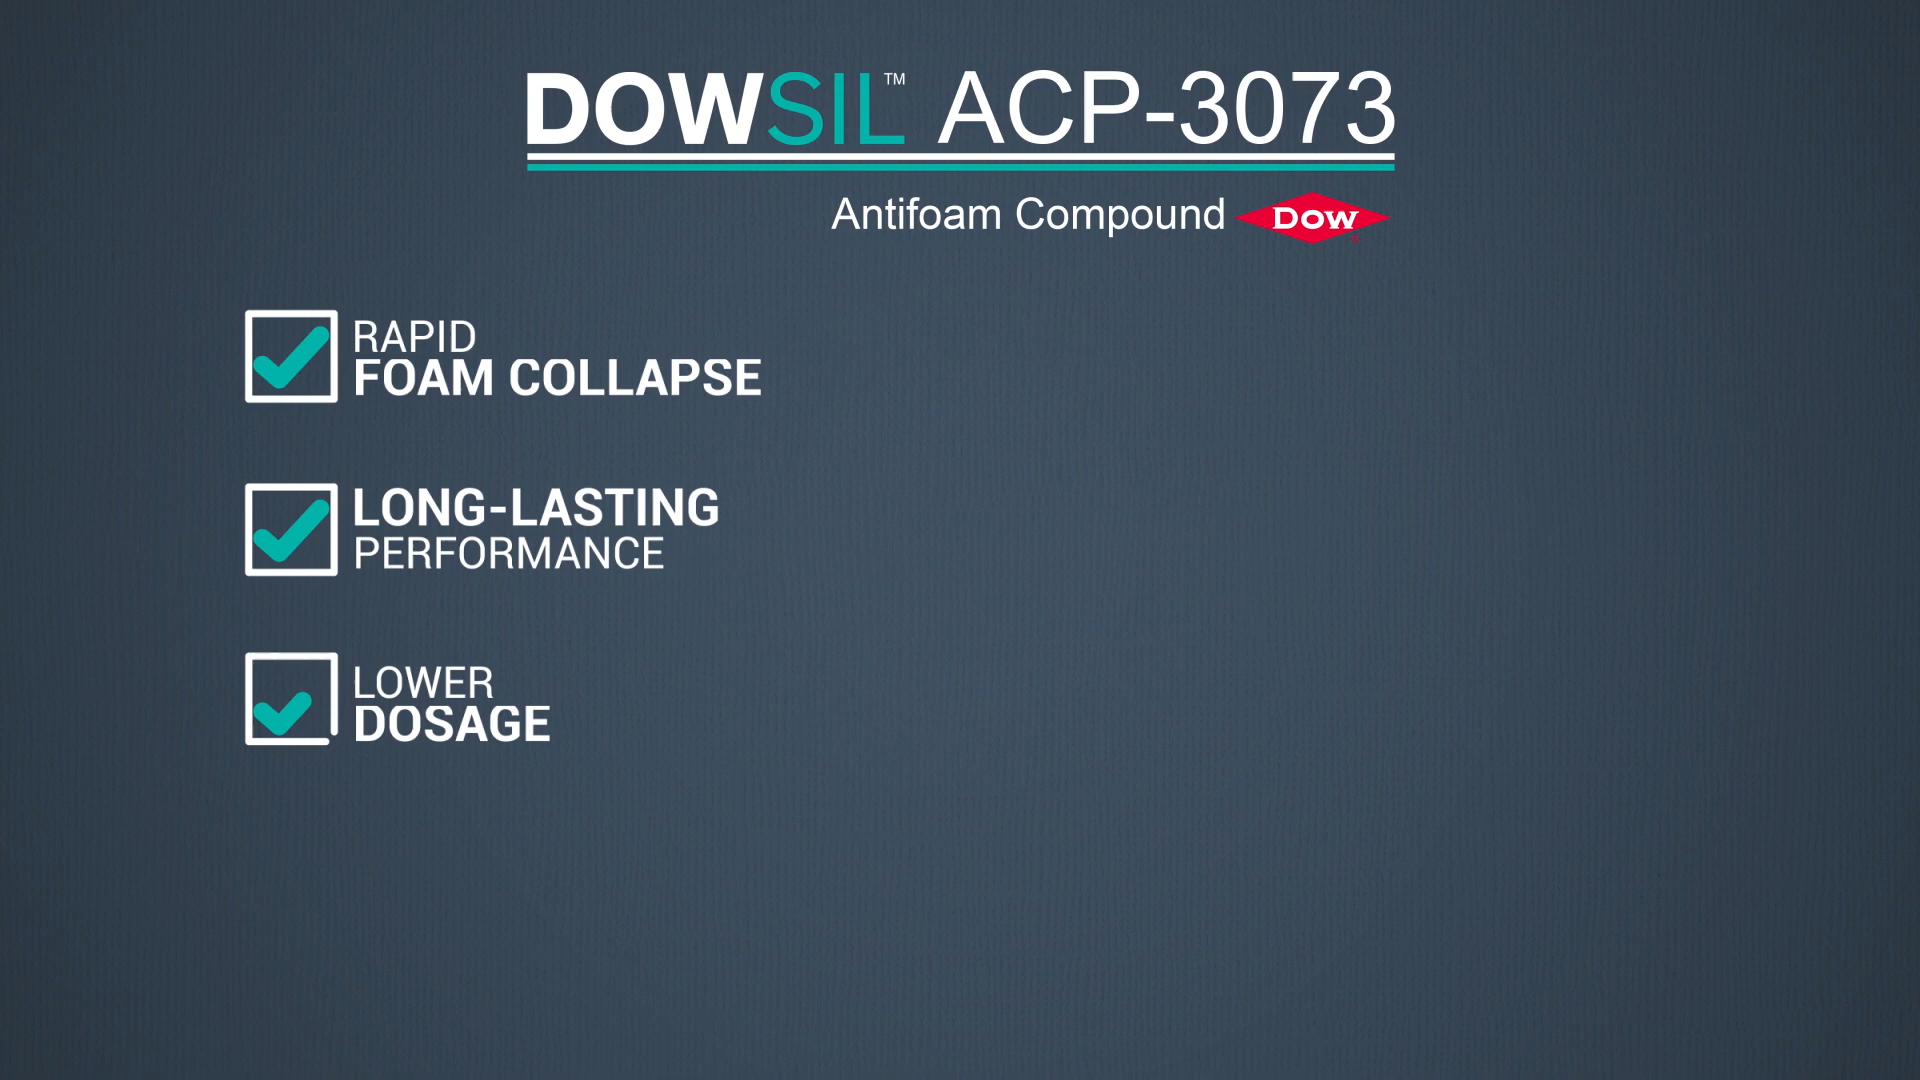 DOWSIL™ ACP-3073
Antifoam Compound DOW
RAPID
FOAM COLLAPSE
LONG-LASTING
PERFORMANCE
LOWER
DOSAGE